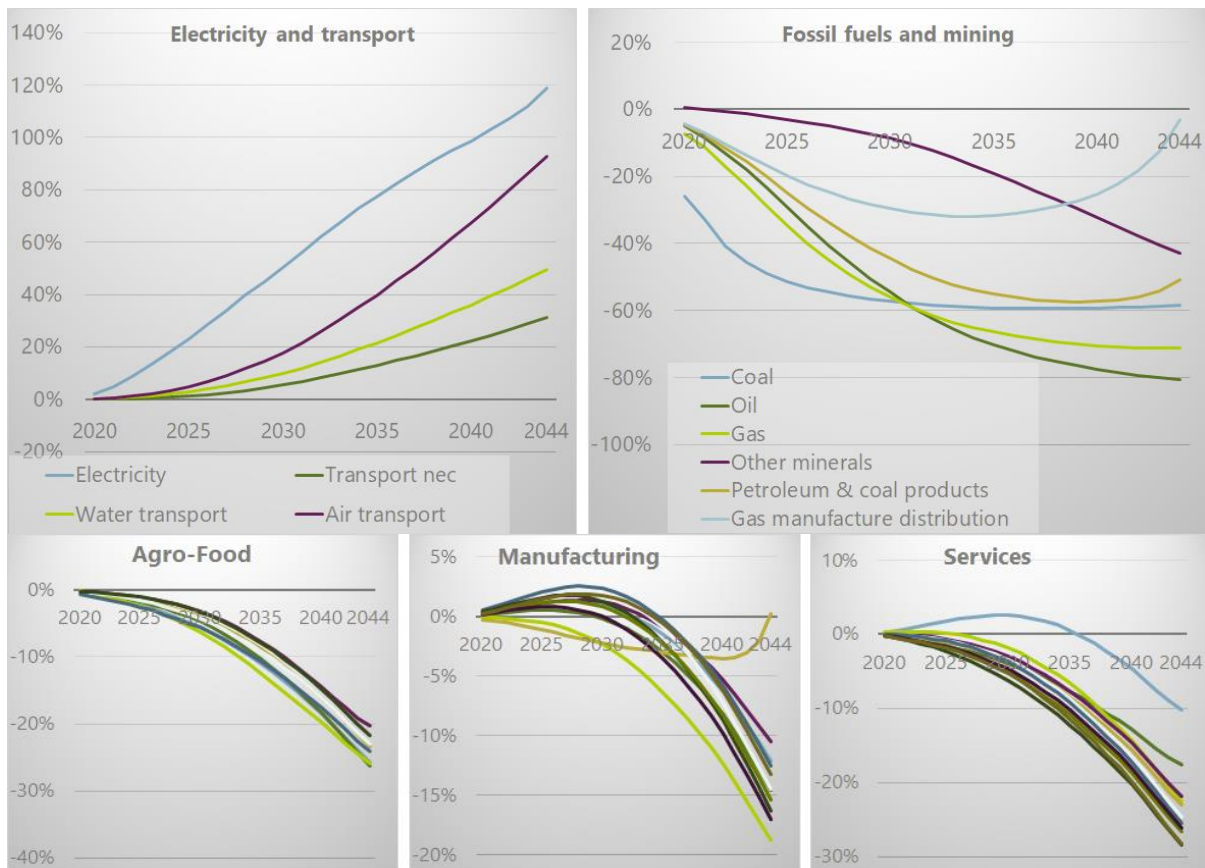 Electricity and transport
140%
120%
100%
80%
60%
40%
20%
0%
-20%
2020 2025 2030 2035 2040 2044
Electricity Transport nec
Water transport Air transport
Fossil fuels and mining
20%
0%
-20%
-40%
-60%
-80%
-100%
2020 2025 2030 2035 2040 2044
Coal
Oil
Gas
Other minerals
Petroleum & coal products
Gas manufacture distribution
Agro-Food
0%
-10%
-20%
-30%
-40%
2020 2025 2030 2035 2040 2044
Manufacturing
5%
0%
-5%
-10%
-15%
-20%
2020 2025 2030 2035 2040 2044
Services
10%
0%
-10%
-20%
-30%
2020 2025 2030 2035 2040 2044